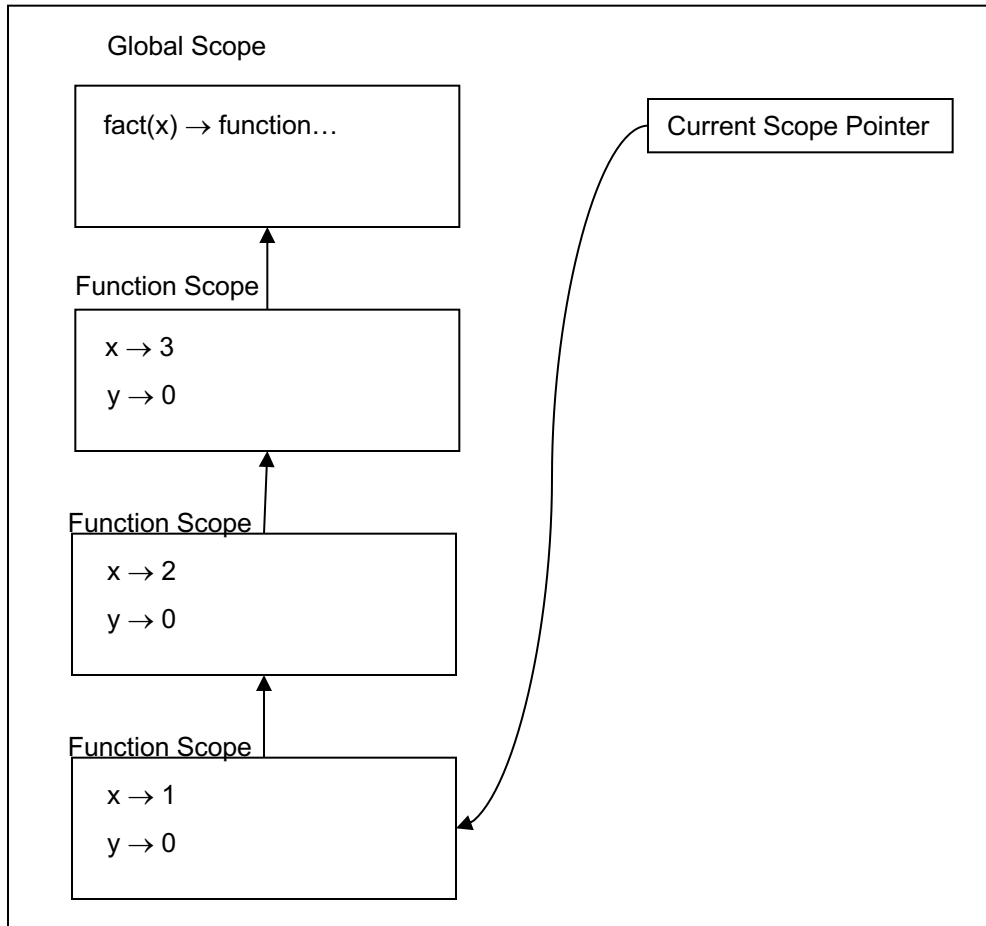 Global Scope
fact(x) → function…
Current Scope Pointer
Function Scope
x → 3
y → 0
Function Scope
x → 2
y → 0
Function Scope
x → 1
y → 0